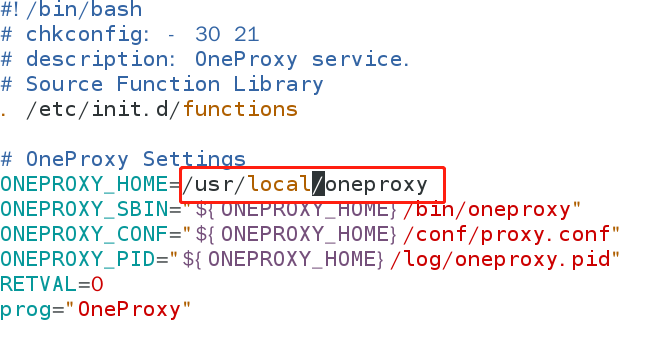 #!/bin/bash
# chkconfig: - 30 21
# description: OneProxy service.
# Source Function Library
. /etc/init.d/functions
# OneProxy Settings
ONEPROXY_HOME=/usr/local/oneproxy
ONEPROXY_SBIN="${ONEPROXY_HOME}/bin/oneproxy"
ONEPROXY_CONF="${ONEPROXY_HOME}/conf/proxy.conf"
ONEPROXY_PID="${ONEPROXY_HOME}/log/oneproxy.pid"
RETVAL=0
prog="OneProxy"